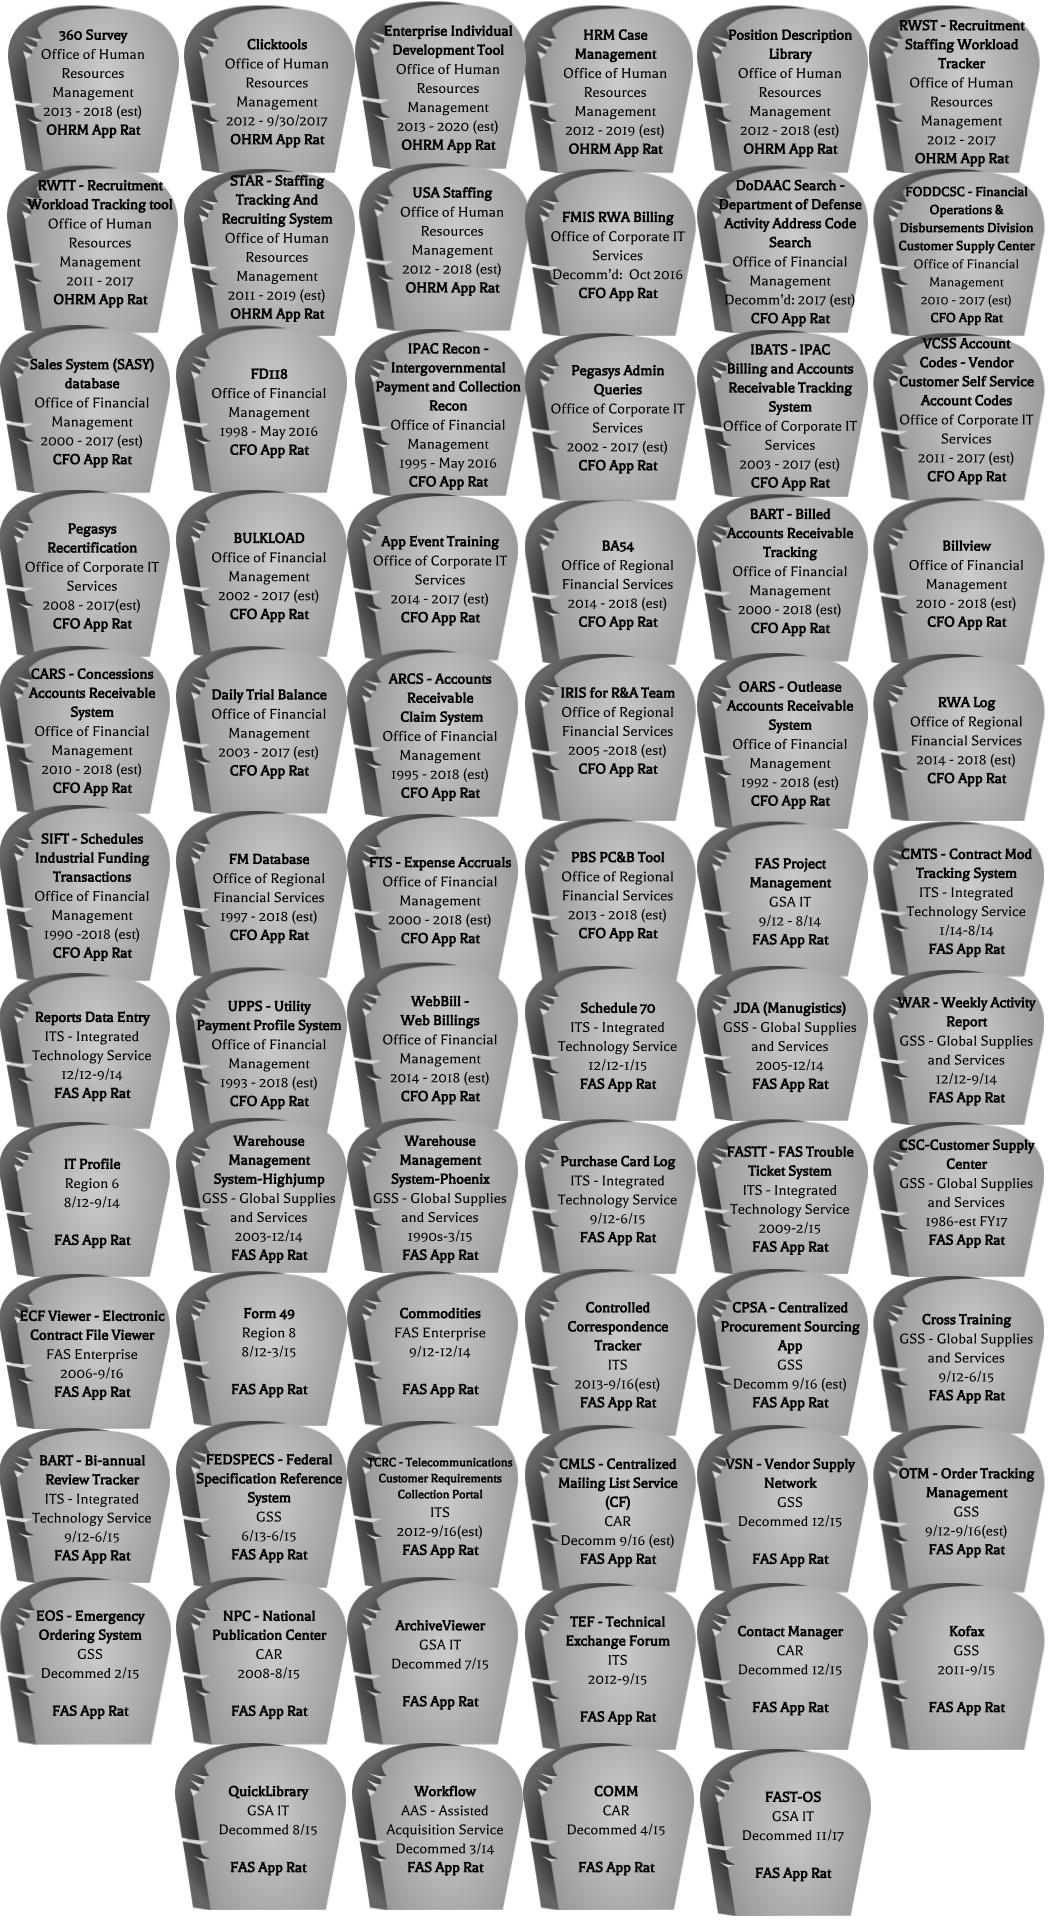 360 Survey
Office of Human
Resources
Management
2013 - 2018 (est)
OHRM App Rat
Clicktools
Office of Human
Resources
Management
2012 - 9/30/2017
OHRM App Rat
Enterprise Individual
Development Tool
Office of Human
Resources
Management
2013 - 2020 (est)
OHRM App Rat
HRM Case
Management
Office of Human
Resources
Management
2012 - 2019 (est)
OHRM App Rat
Position Description
Library
Office of Human
Resources
Management
2012 - 2018 (est)
OHRM App Rat
RWST - Recruitment
Staffing Workload
Tracker
Office of Human
Resources
Management
2012 - 2017
OHRM App Rat
RWTT - Recruitment
Workload Tracking tool
Office of Human
Resources
Management
2011 - 2017
OHRM App Rat
STAR - Staffing
Tracking And
Recruiting System
Office of Human
Resources
Management
2011 - 2019 (est)
OHRM App Rat
USA Staffing
Office of Human
Resources
Management
2012 - 2018 (est)
OHRM App Rat
FMIS RWA Billing
Office of Corporate IT
Services
Decomm'd: Oct 2016
CFO App Rat
DoDAAC Search -
Department of Defense
Activity Address Code
Search
Office of Financial
Management
Decomm'd: 2017 (est)
CFO App Rat
FODDCSC - Financial
Operations &
Disbursements Division
Customer Supply Center
Office of Financial
Management
2010 - 2017 (est)
CFO App Rat
Sales System (SASY)
database
Office of Financial
Management
2000 - 2017 (est)
CFO App Rat
FD118
Office of Financial
Management
1998 - May 2016
CFO App Rat
IPAC Recon -
Intergovernmental
Payment and Collection
Recon
Office of Financial
Management
1995 - May 2016
CFO App Rat
Pegasys Admin
Queries
Office of Corporate IT
Services
2002 - 2017 (est)
CFO App Rat
IBATS - IPAC
Billing and Accounts
Receivable Tracking
System
Office of Corporate IT
Services
2003 - 2017 (est)
CFO App Rat
VCSS Account
Codes - Vendor
Customer Self Service
Account Codes
Office of Corporate IT
Services
2011 - 2017 (est)
CFO App Rat
Pegasys
Recertification
Office of Corporate IT
Services
2008 - 2017(est)
CFO App Rat
BULKLOAD
Office of Financial
Management
2002 - 2017 (est)
CFO App Rat
App Event Training
Office of Corporate IT
Services
2014 - 2017 (est)
CFO App Rat
BA54
Office of Regional
Financial Services
2014 - 2018 (est)
CFO App Rat
BART - Billed
Accounts Receivable
Tracking
Office of Financial
Management
2000 - 2018 (est)
CFO App Rat
Billview
Office of Financial
Management
2010 - 2018 (est)
CFO App Rat
CARS - Concessions
Accounts Receivable
System
Office of Financial
Management
2010 - 2018 (est)
CFO App Rat
Daily Trial Balance
Office of Financial
Management
2003 - 2017 (est)
CFO App Rat
ARCS - Accounts
Receivable
Claim System
Office of Financial
Management
1995 - 2018 (est)
CFO App Rat
IRIS for R&A Team
Office of Regional
Financial Services
2005 -2018 (est)
CFO App Rat
OARS - Outlease
Accounts Receivable
System
Office of Financial
Management
1992 - 2018 (est)
CFO App Rat
RWA Log
Office of Regional
Financial Services
2014 - 2018 (est)
CFO App Rat
SIFT - Schedules
Industrial Funding
Transactions
Office of Financial
Management
1990 -2018 (est)
CFO App Rat
FM Database
Office of Regional
Financial Services
1997 - 2018 (est)
CFO App Rat
FTS - Expense Accruals
Office of Financial
Management
2000 - 2018 (est)
CFO App Rat
PBS PC&B Tool
Office of Regional
Financial Services
2013 - 2018 (est)
CFO App Rat
FAS Project
Management
GSA IT
9/12 - 8/14
FAS App Rat
CMTS - Contract Mod
Tracking System
ITS - Integrated
Technology Service
1/14-8/14
FAS App Rat
Reports Data Entry
ITS - Integrated
Technology Service
12/12-9/14
FAS App Rat
UPPS - Utility
Payment Profile System
Office of Financial
Management
1993 - 2018 (est)
CFO App Rat
WebBill -
Web Billings
Office of Financial
Management
2014 - 2018 (est)
CFO App Rat
Schedule 70
ITS - Integrated
Technology Service
12/12-1/15
FAS App Rat
JDA (Manugistics)
GSS - Global Supplies
and Services
2005-12/14
FAS App Rat
WAR - Weekly Activity
Report
GSS - Global Supplies
and Services
12/12-9/14
FAS App Rat
IT Profile
Region 6
8/12-9/14
FAS App Rat
Warehouse
Management
System-Highjump
GSS - Global Supplies
and Services
2003-12/14
FAS App Rat
Warehouse
Management
System-Phoenix
GSS - Global Supplies
and Services
1990s-3/15
FAS App Rat
Purchase Card Log
ITS - Integrated
Technology Service
9/12-6/15
FAS App Rat
FASTT - FAS Trouble
Ticket System
ITS - Integrated
Technology Service
2009-2/15
FAS App Rat
CSC-Customer Supply
Center
GSS - Global Supplies
and Services
1986-est FY17
FAS App Rat
ECF Viewer - Electronic
Contract File Viewer
FAS Enterprise
2006-9/16
FAS App Rat
Form 49
Region 8
8/12-3/15
FAS App Rat
Commodities
FAS Enterprise
9/12-12/14
FAS App Rat
Controlled
Correspondence
Tracker
ITS
2013-9/16(est)
FAS App Rat
CPSA - Centralized
Procurement Sourcing
App
GSS
Decomm 9/16 (est)
FAS App Rat
Cross Training
GSS - Global Supplies
and Services
9/12-6/15
FAS App Rat
BART - Bi-annual
Review Tracker
ITS - Integrated
Technology Service
9/12-6/15
FAS App Rat
FEDSPECS - Federal
Specification Reference
System
GSS
6/13-6/15
FAS App Rat
TCRC - Telecommunications
Customer Requirements
Collection Portal
ITS
2012-9/16(est)
FAS App Rat
CMLS - Centralized
Mailing List Service
(CF)
CAR
Decomm 9/16 (est)
FAS App Rat
VSN - Vendor Supply
Network
GSS
Decommed 12/15
FAS App Rat
OTM - Order Tracking
Management
GSS
9/12-9/16(est)
FAS App Rat
EOS - Emergency
Ordering System
GSS
Decommed 2/15
FAS App Rat
NPC - National
Publication Center
CAR
2008-8/15
FAS App Rat
ArchiveViewer
GSA IT
Decommed 7/15
FAS App Rat
TEF - Technical
Exchange Forum
ITS
2012-9/15
FAS App Rat
Contact Manager
CAR
Decommed 12/15
FAS App Rat
Kofax
GSS
2011-9/15
FAS App Rat
QuickLibrary
GSA IT
Decommed 8/15
FAS App Rat
Workflow
AAS - Assisted
Acquisition Service
Decommed 3/14
FAS App Rat
COMM
CAR
Decommed 4/15
FAS App Rat
FAST-OS
GSA IT
Decommed 11/17
FAS App Rat